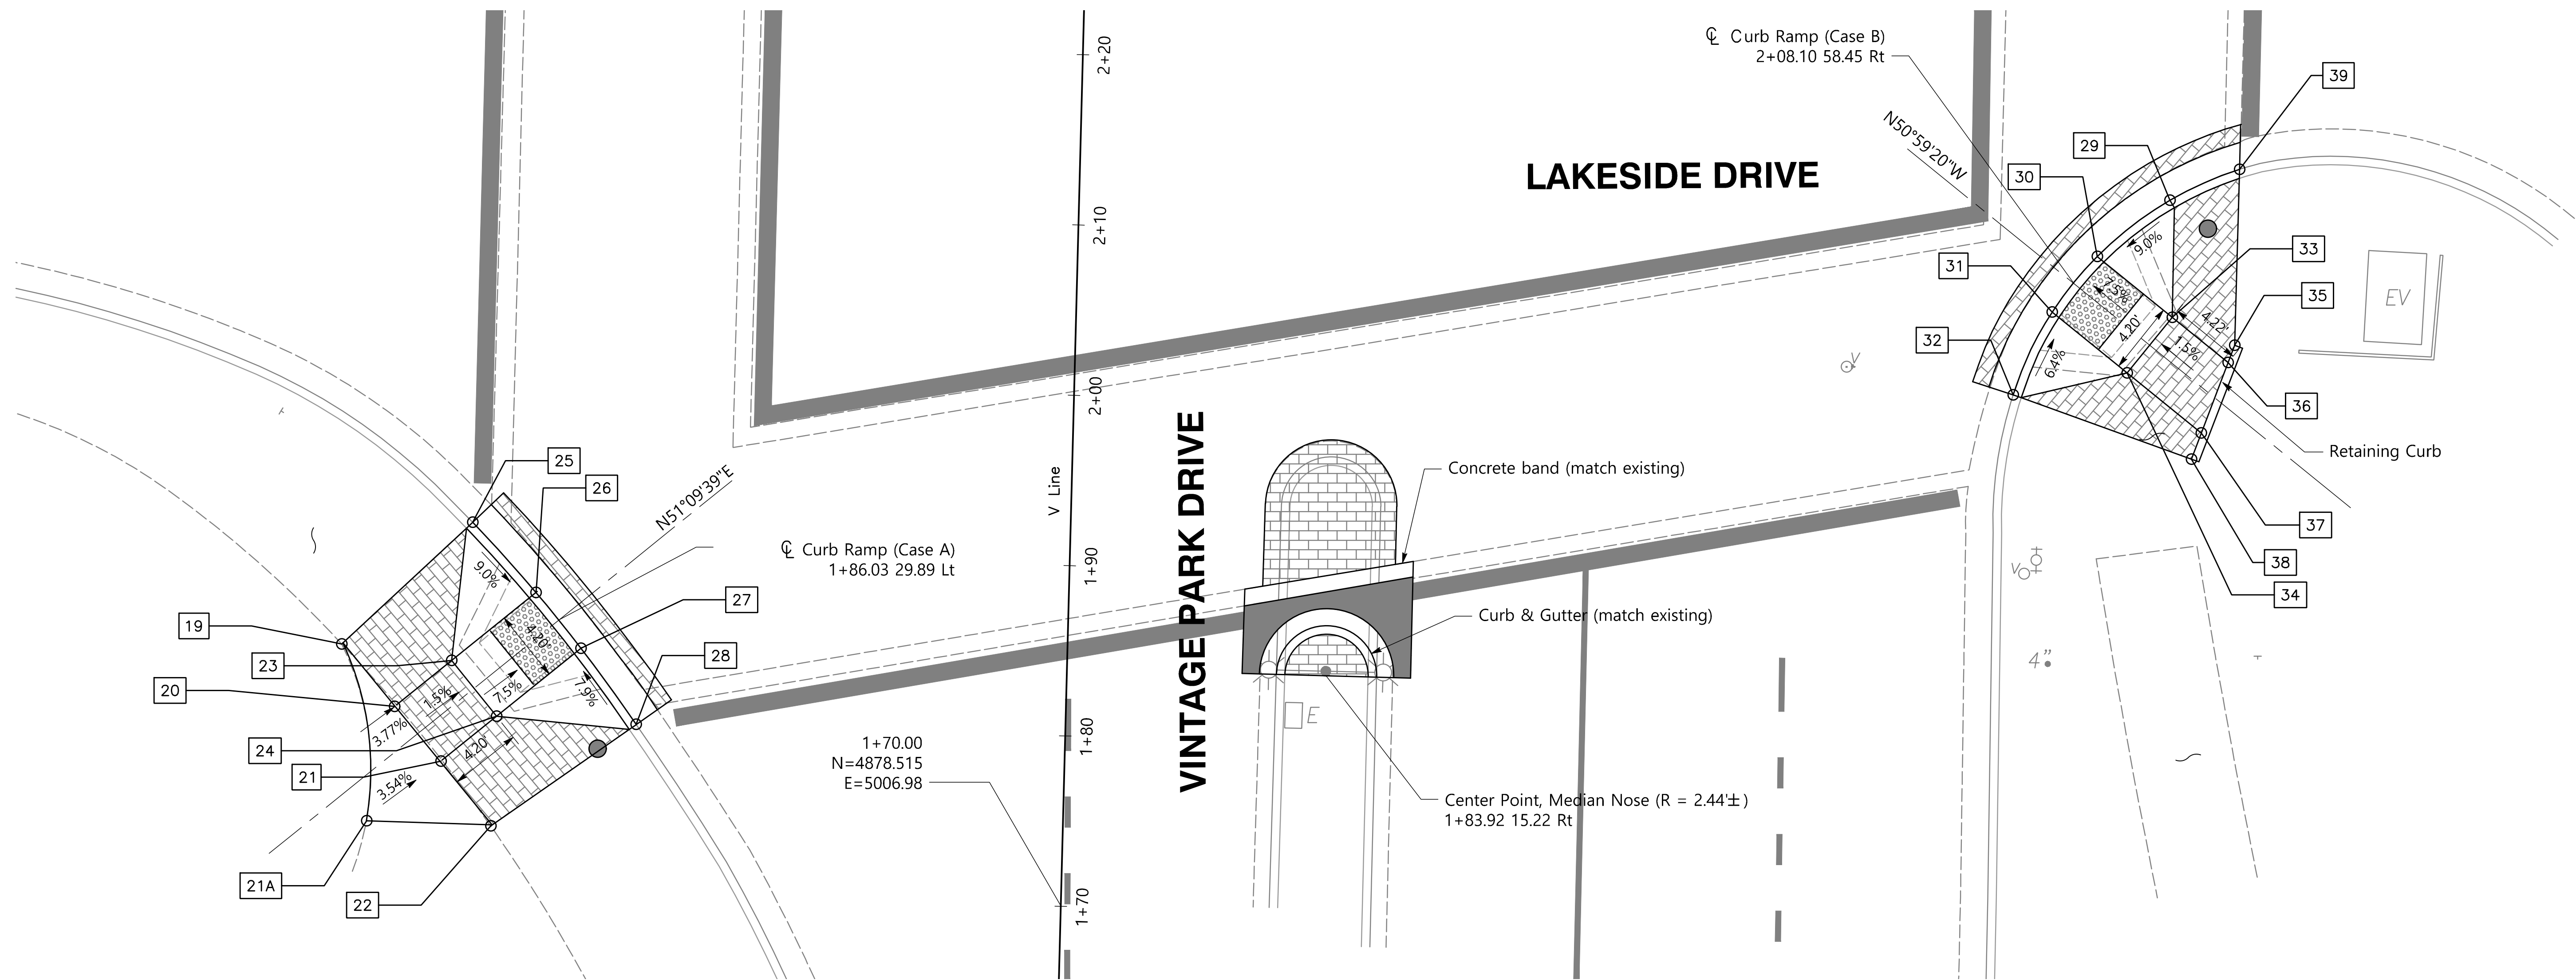 2+20
℄ Curb Ramp (Case B)
2+08.10 58.45 Rt
39
N50°59'20"W
29
LAKESIDE DRIVE
30
2+10
9.0%
33
31
7.5%
35
EV
4.20'
4.22'
32
1.5%
6.4%
V
2+00
36
Retaining Curb
25
Concrete band (match existing)
26
N51°09'39"E
V Line
37
℄ Curb Ramp (Case A)
1+86.03 29.89 Lt
1+90
V
38
9.0%
34
27
VINTAGE PARK DRIVE
Curb & Gutter (match existing)
19
4.20'
28
23
4"
20
1.5%
7.5%
7.9%
E
3.77%
24
4.20'
1+80
1+70.00
N=4878.515
E=5006.98
21
3.54%
Center Point, Median Nose (R = 2.44'±)
1+83.92 15.22 Rt
21A
22
1+70